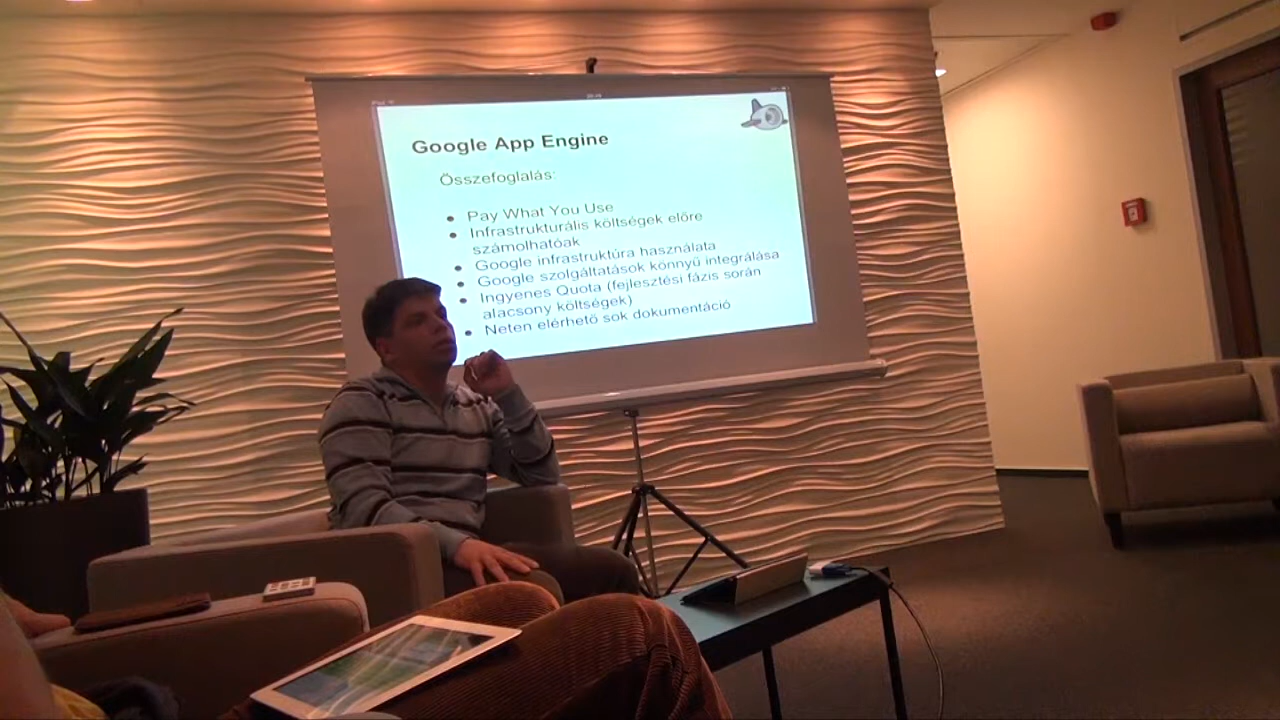 Google App Engine
Összefoglalás:
● Pay What You Use
● Infrastrukturális költségek előre
számolhatóak
● Google infrastruktúra használata
● Google szolgáltatások könnyű integrálása
● Ingyenes Quota (fejlesztési fázis során
alacsony költségek)
● Neten elérhető sok dokumentáció